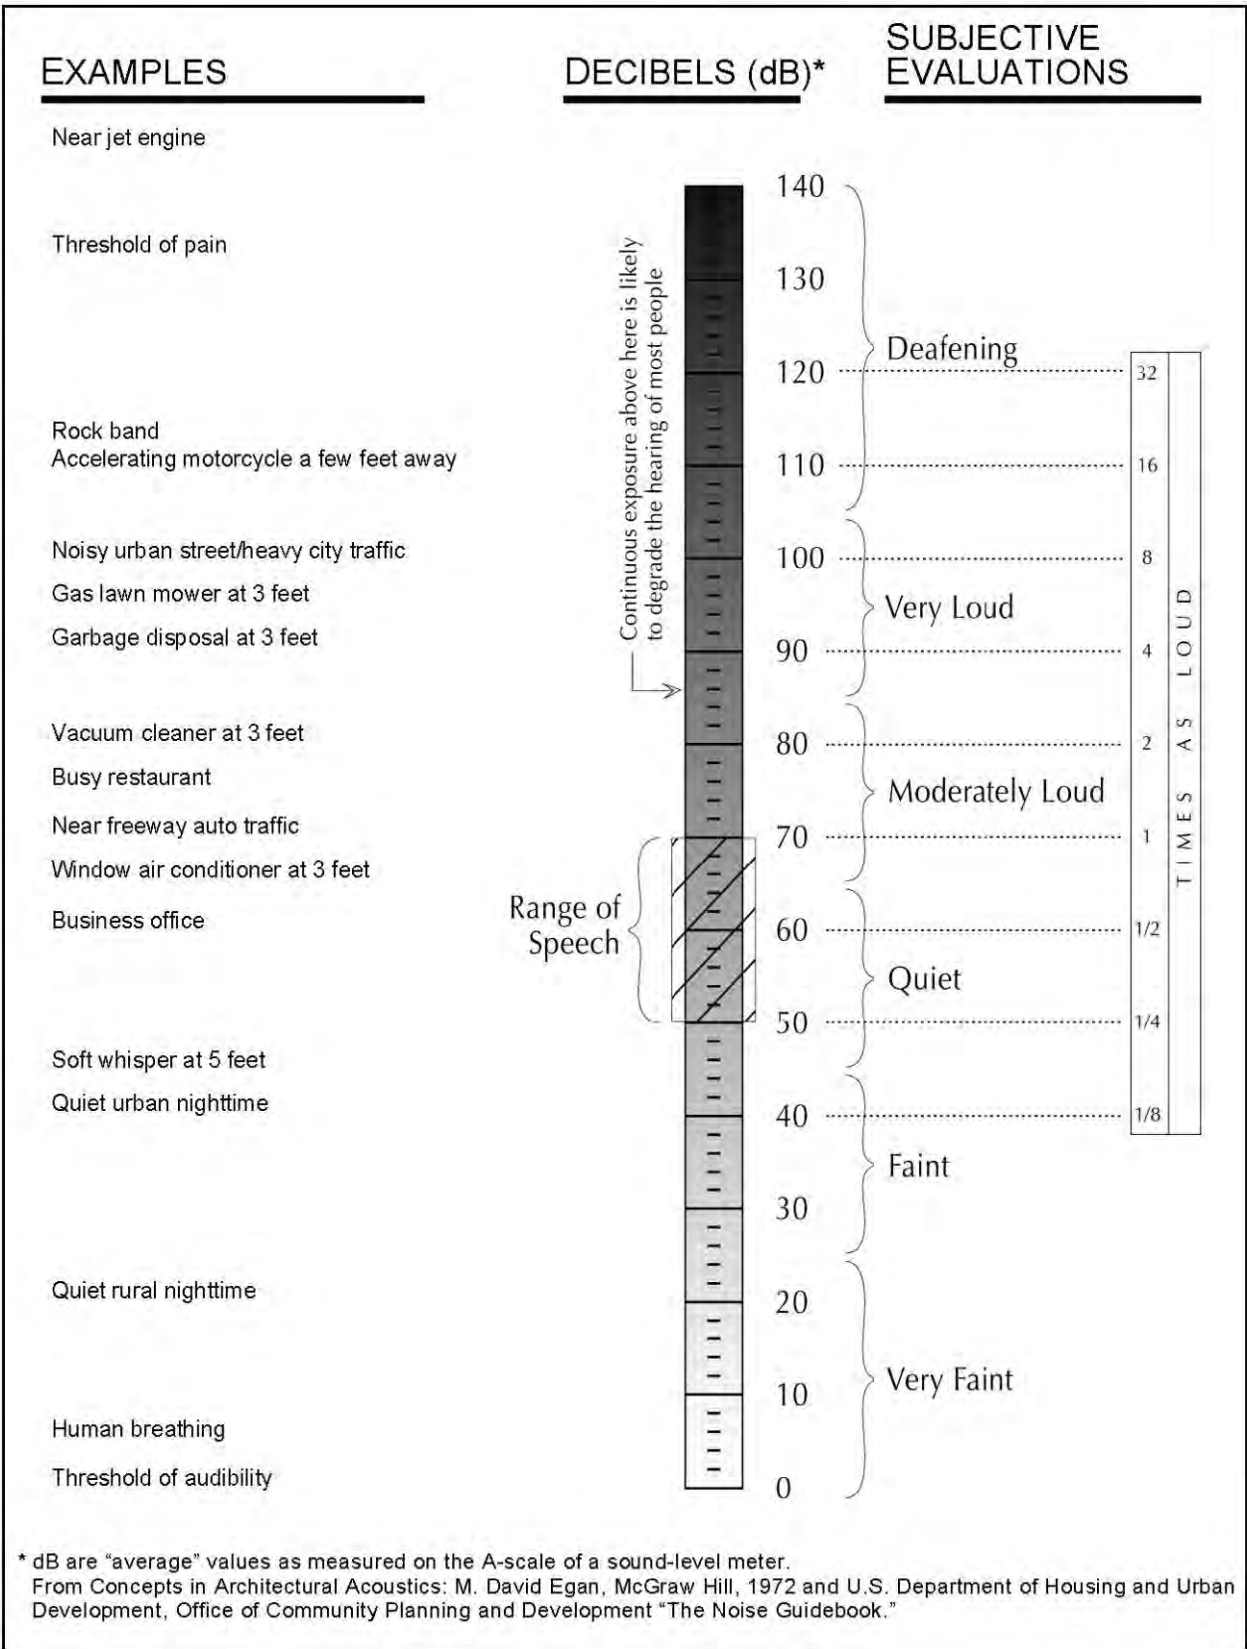 EXAMPLES
DECIBELS (dB)*
SUBJECTIVE
EVALUATIONS
Near jet engine
Threshold of pain
Rock band
Accelerating motorcycle a few feet away
Noisy urban street/heavy city traffic
Gas lawn mower at 3 feet
Garbage disposal at 3 feet
Vacuum cleaner at 3 feet
Busy restaurant
Near freeway auto traffic
Window air conditioner at 3 feet
Business office
Soft whisper at 5 feet
Quiet urban nighttime
Quiet rural nighttime
Human breathing
Threshold of audibility
Continuous exposure above here is likely
to degrade the hearing of most people
Range of
Speech
140
130
120
110
100
90
80
70
60
50
40
30
20
10
0
Deafening
Very Loud
Moderately Loud
Quiet
Faint
Very Faint
32
16
8
4
2
1
1/2
1/4
1/8
TIMES AS LOUD
* dB are “average” values as measured on the A-scale of a sound-level meter.
From Concepts in Architectural Acoustics: M. David Egan, McGraw Hill, 1972 and U.S. Department of Housing and Urban
Development, Office of Community Planning and Development “The Noise Guidebook.”